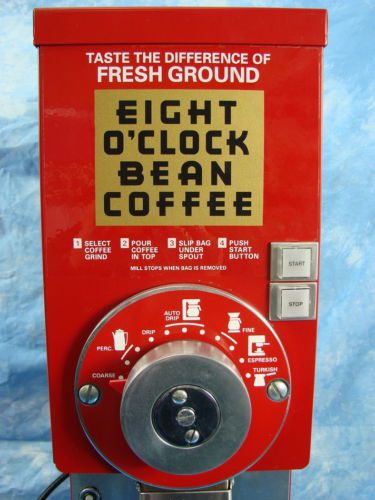 TASTE THE DIFFERENCE OF
FRESH GROUND
EIGHT
O'CLOCK
BEAN
COFFEE
1 SELECT COFFEE GRIND
2 POUR COFFEE IN TOP
3 SLIP BAG UNDER SPOUT
4 PUSH START BUTTON
MILL STOPS WHEN BAG IS REMOVED
START
STOP
COARSE
PERC.
DRIP
AUTO
DRIP
FINE
ESPRESSO
TURKISH